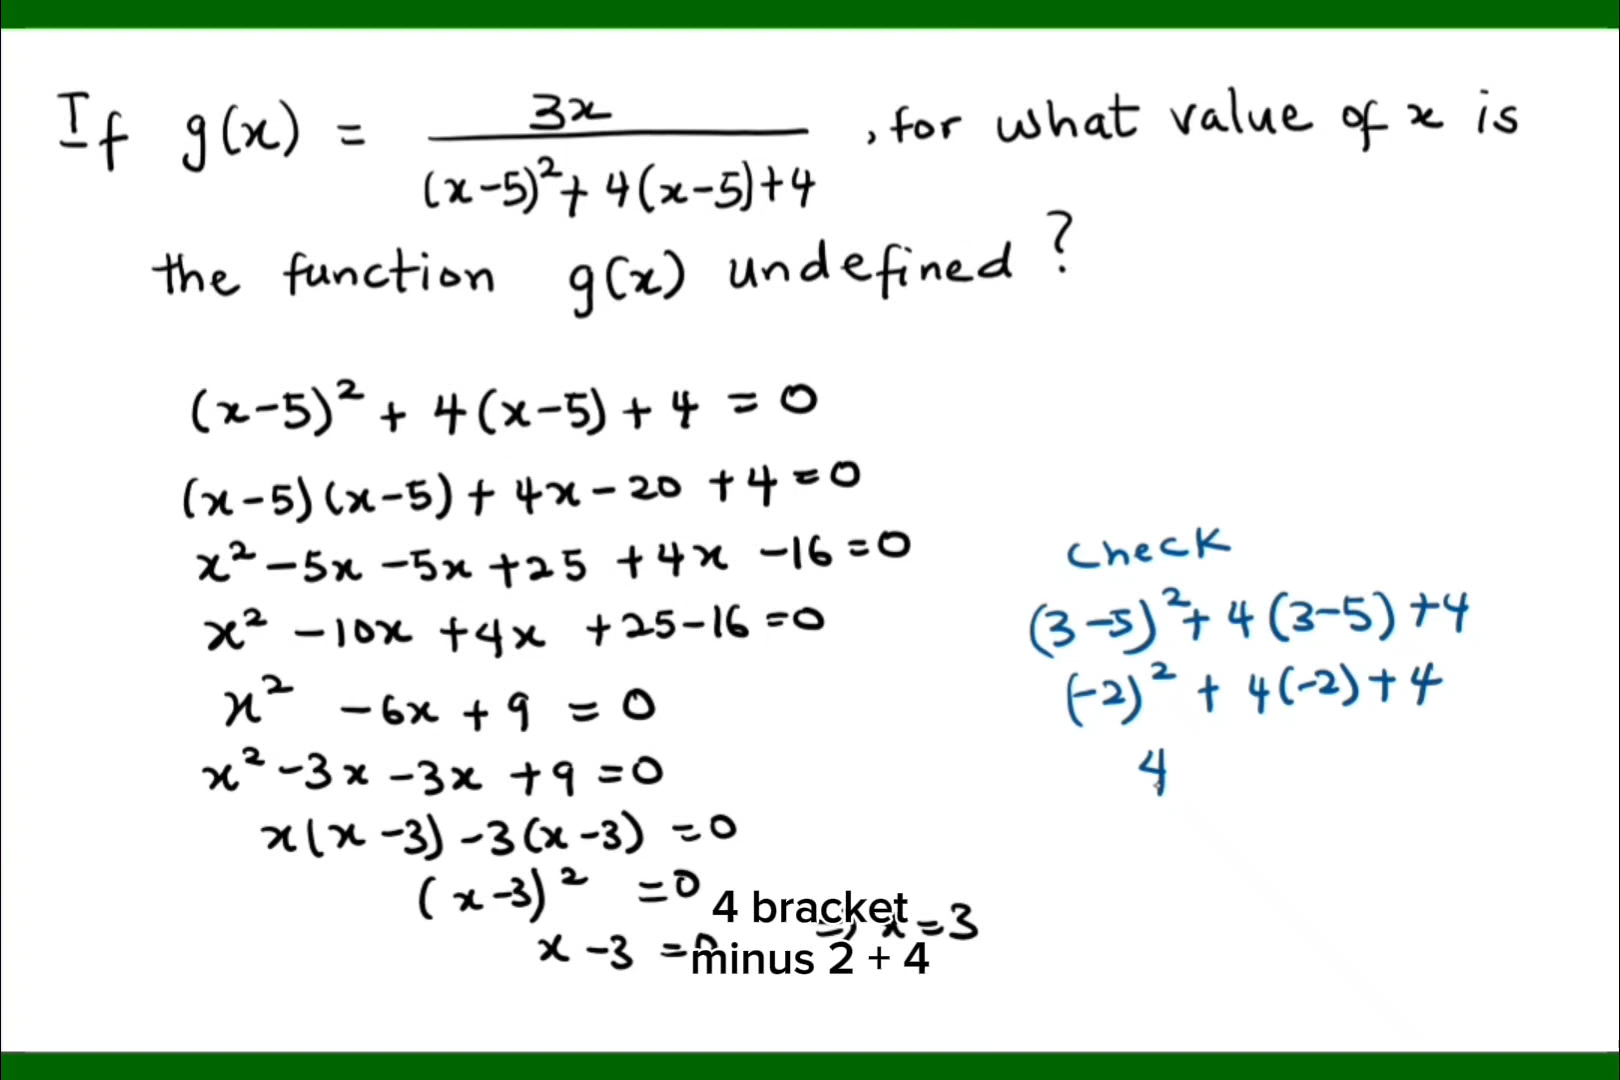 If g(x) = 3x / (x-5)² + 4(x-5)+4 , for what value of x is
the function g(x) undefined?
(x-5)² + 4(x-5) + 4 = 0
(x-5)(x-5) + 4x - 20 + 4 = 0
x² - 5x - 5x + 25 + 4x - 16 = 0
x² - 10x + 4x + 25 - 16 = 0
x² - 6x + 9 = 0
x² - 3x - 3x + 9 = 0
x(x-3) - 3(x-3) = 0
(x-3)² = 0
x - 3 = 0 ⇒ x = 3
check
(3-5)² + 4(3-5) + 4
(-2)² + 4(-2) + 4
4
4 bracket
minus 2 + 4